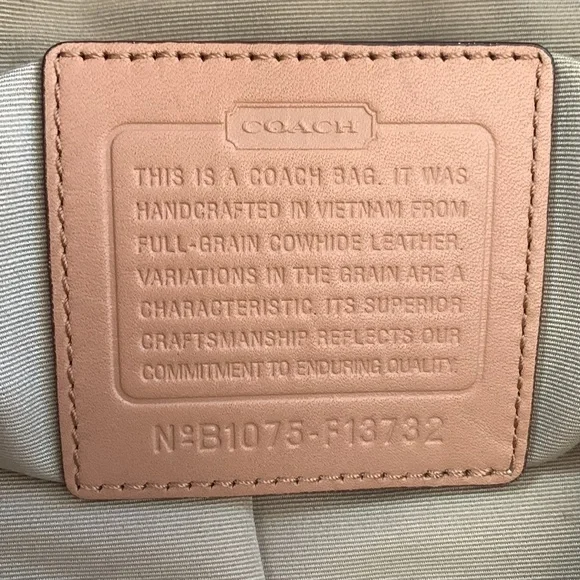 COACH
THIS IS A COACH BAG. IT WAS
HANDCRAFTED IN VIETNAM FROM
FULL-GRAIN COWHIDE LEATHER.
VARIATIONS IN THE GRAIN ARE A
CHARACTERISTIC. ITS SUPERIOR
CRAFTSMANSHIP REFLECTS OUR
COMMITMENT TO ENDURING QUALITY.
NºB1075-F13732